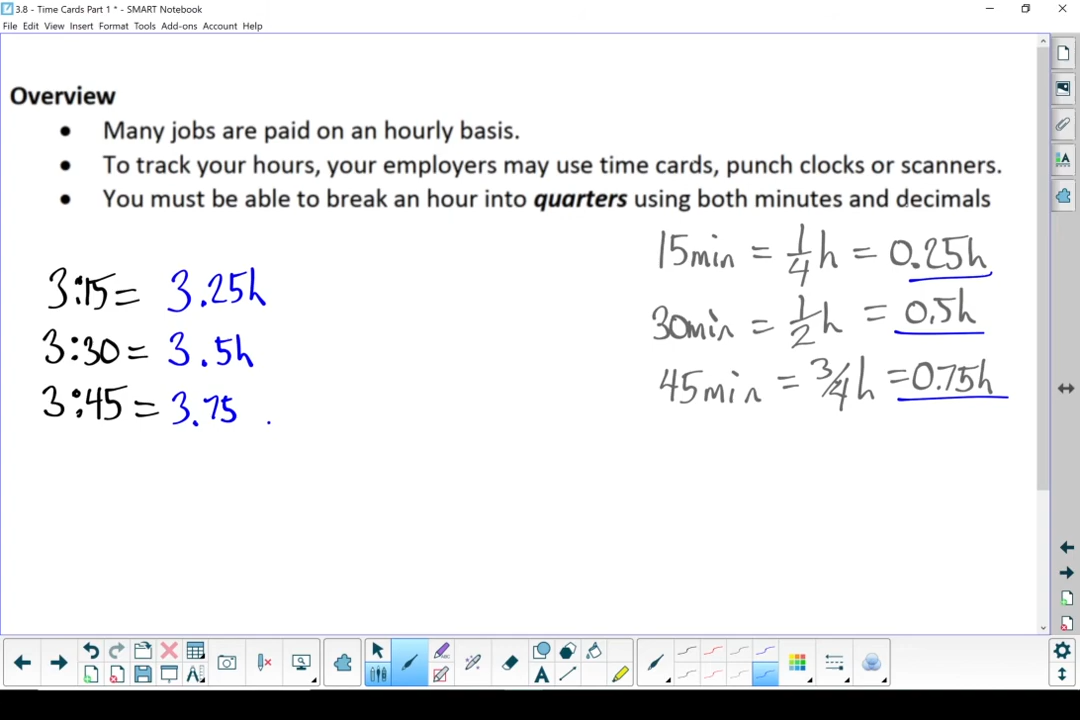 3.8 - Time Cards Part 1 * - SMART Notebook
File Edit View Insert Format Tools Add-ons Account Help
Overview
• Many jobs are paid on an hourly basis.
• To track your hours, your employers may use time cards, punch clocks or scanners.
• You must be able to break an hour into quarters using both minutes and decimals
15min = 1/4 h = 0.25h
30min = 1/2 h = 0.5h
45min = 3/4 h = 0.75h
3:15 = 3.25h
3:30 = 3.5h
3:45 = 3.75